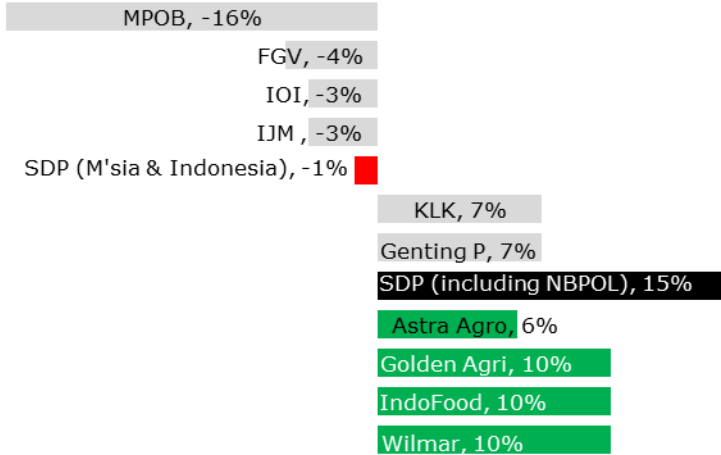 MPOB, -16%
FGV, -4%
IOI, -3%
IJM , -3%
SDP (M'sia & Indonesia), -1%
KLK, 7%
Genting P, 7%
SDP (including NBPOL), 15%
Astra Agro, 6%
Golden Agri, 10%
IndoFood, 10%
Wilmar, 10%